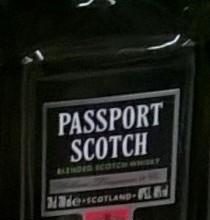 PASSPORT
SCOTCH
BLENDED SCOTCH WHISKY
SCOTLAND